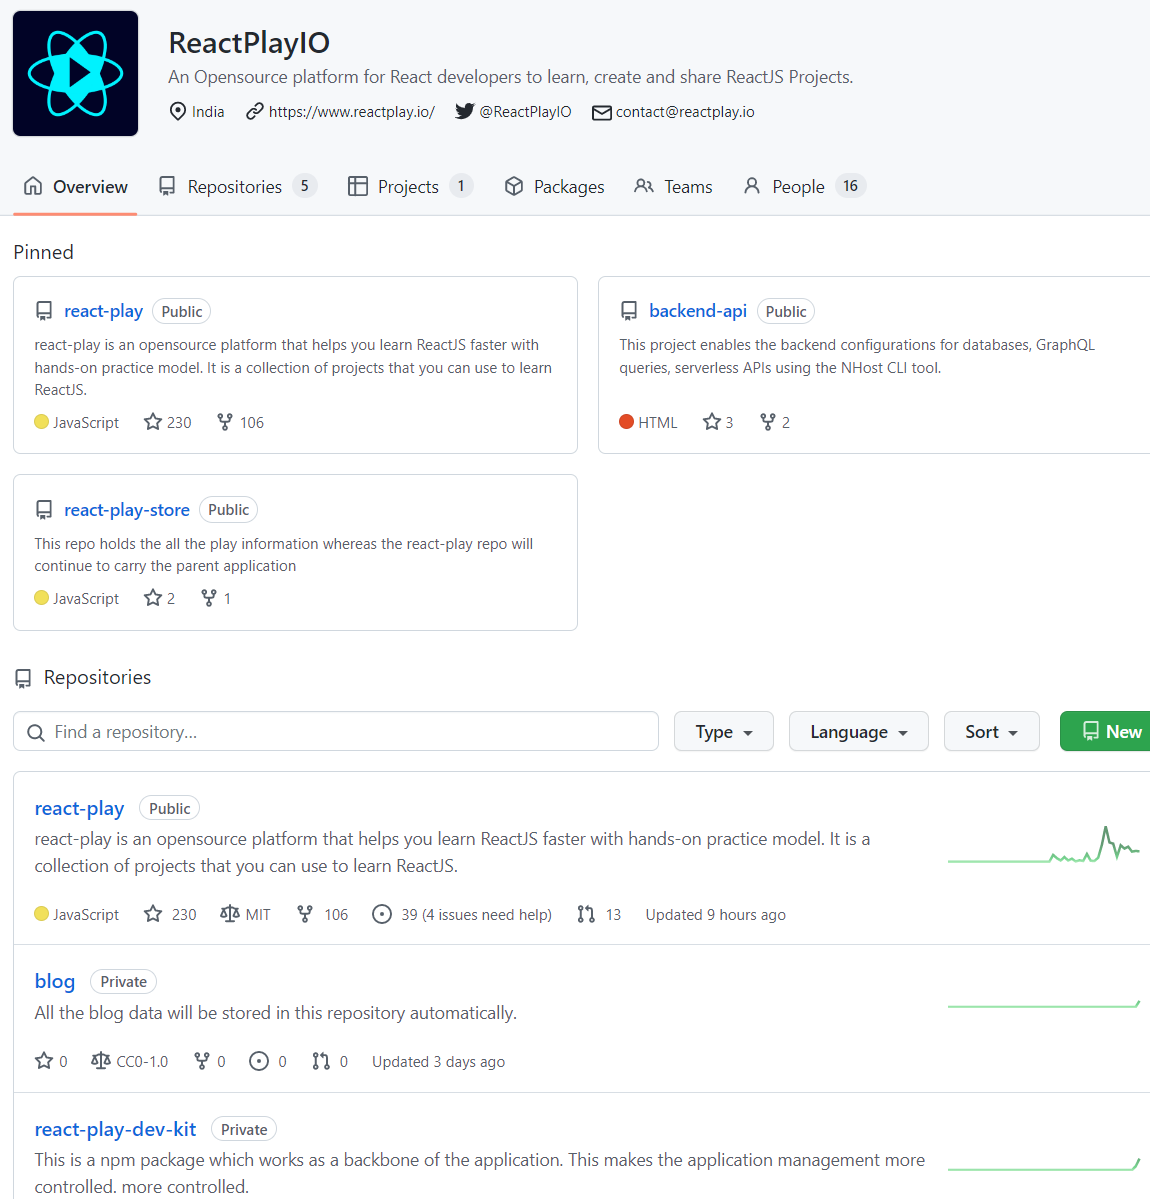 ReactPlayIO
An Opensource platform for React developers to learn, create and share ReactJS Projects.
India https://www.reactplay.io/ @ReactPlayIO contact@reactplay.io
Overview Repositories 5 Projects 1 Packages Teams People 16
Pinned
react-play Public
react-play is an opensource platform that helps you learn ReactJS faster with
hands-on practice model. It is a collection of projects that you can use to learn
ReactJS.
JavaScript 230 106
backend-api Public
This project enables the backend configurations for databases, GraphQL
queries, serverless APIs using the NHost CLI tool.
HTML 3 2
react-play-store Public
This repo holds the all the play information whereas the react-play repo will
continue to carry the parent application
JavaScript 2 1
Repositories
Find a repository... Type Language Sort New
react-play Public
react-play is an opensource platform that helps you learn ReactJS faster with hands-on practice model. It is a
collection of projects that you can use to learn ReactJS.
JavaScript 230 MIT 106 39 (4 issues need help) 13 Updated 9 hours ago
blog Private
All the blog data will be stored in this repository automatically.
0 CC0-1.0 0 0 0 Updated 3 days ago
react-play-dev-kit Private
This is a npm package which works as a backbone of the application. This makes the application management more
controlled. more controlled.